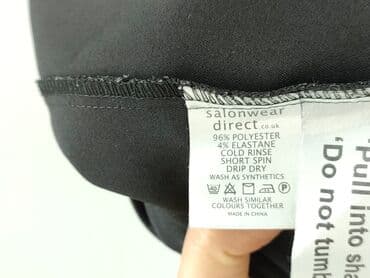 salonwear
direct.co.uk
96% POLYESTER
4% ELASTANE
COLD RINSE
SHORT SPIN
DRIP DRY
WASH AS SYNTHETICS
WASH SIMILAR
COLOURS TOGETHER
MADE IN CHINA
'Pull into sha
'Do not tumb